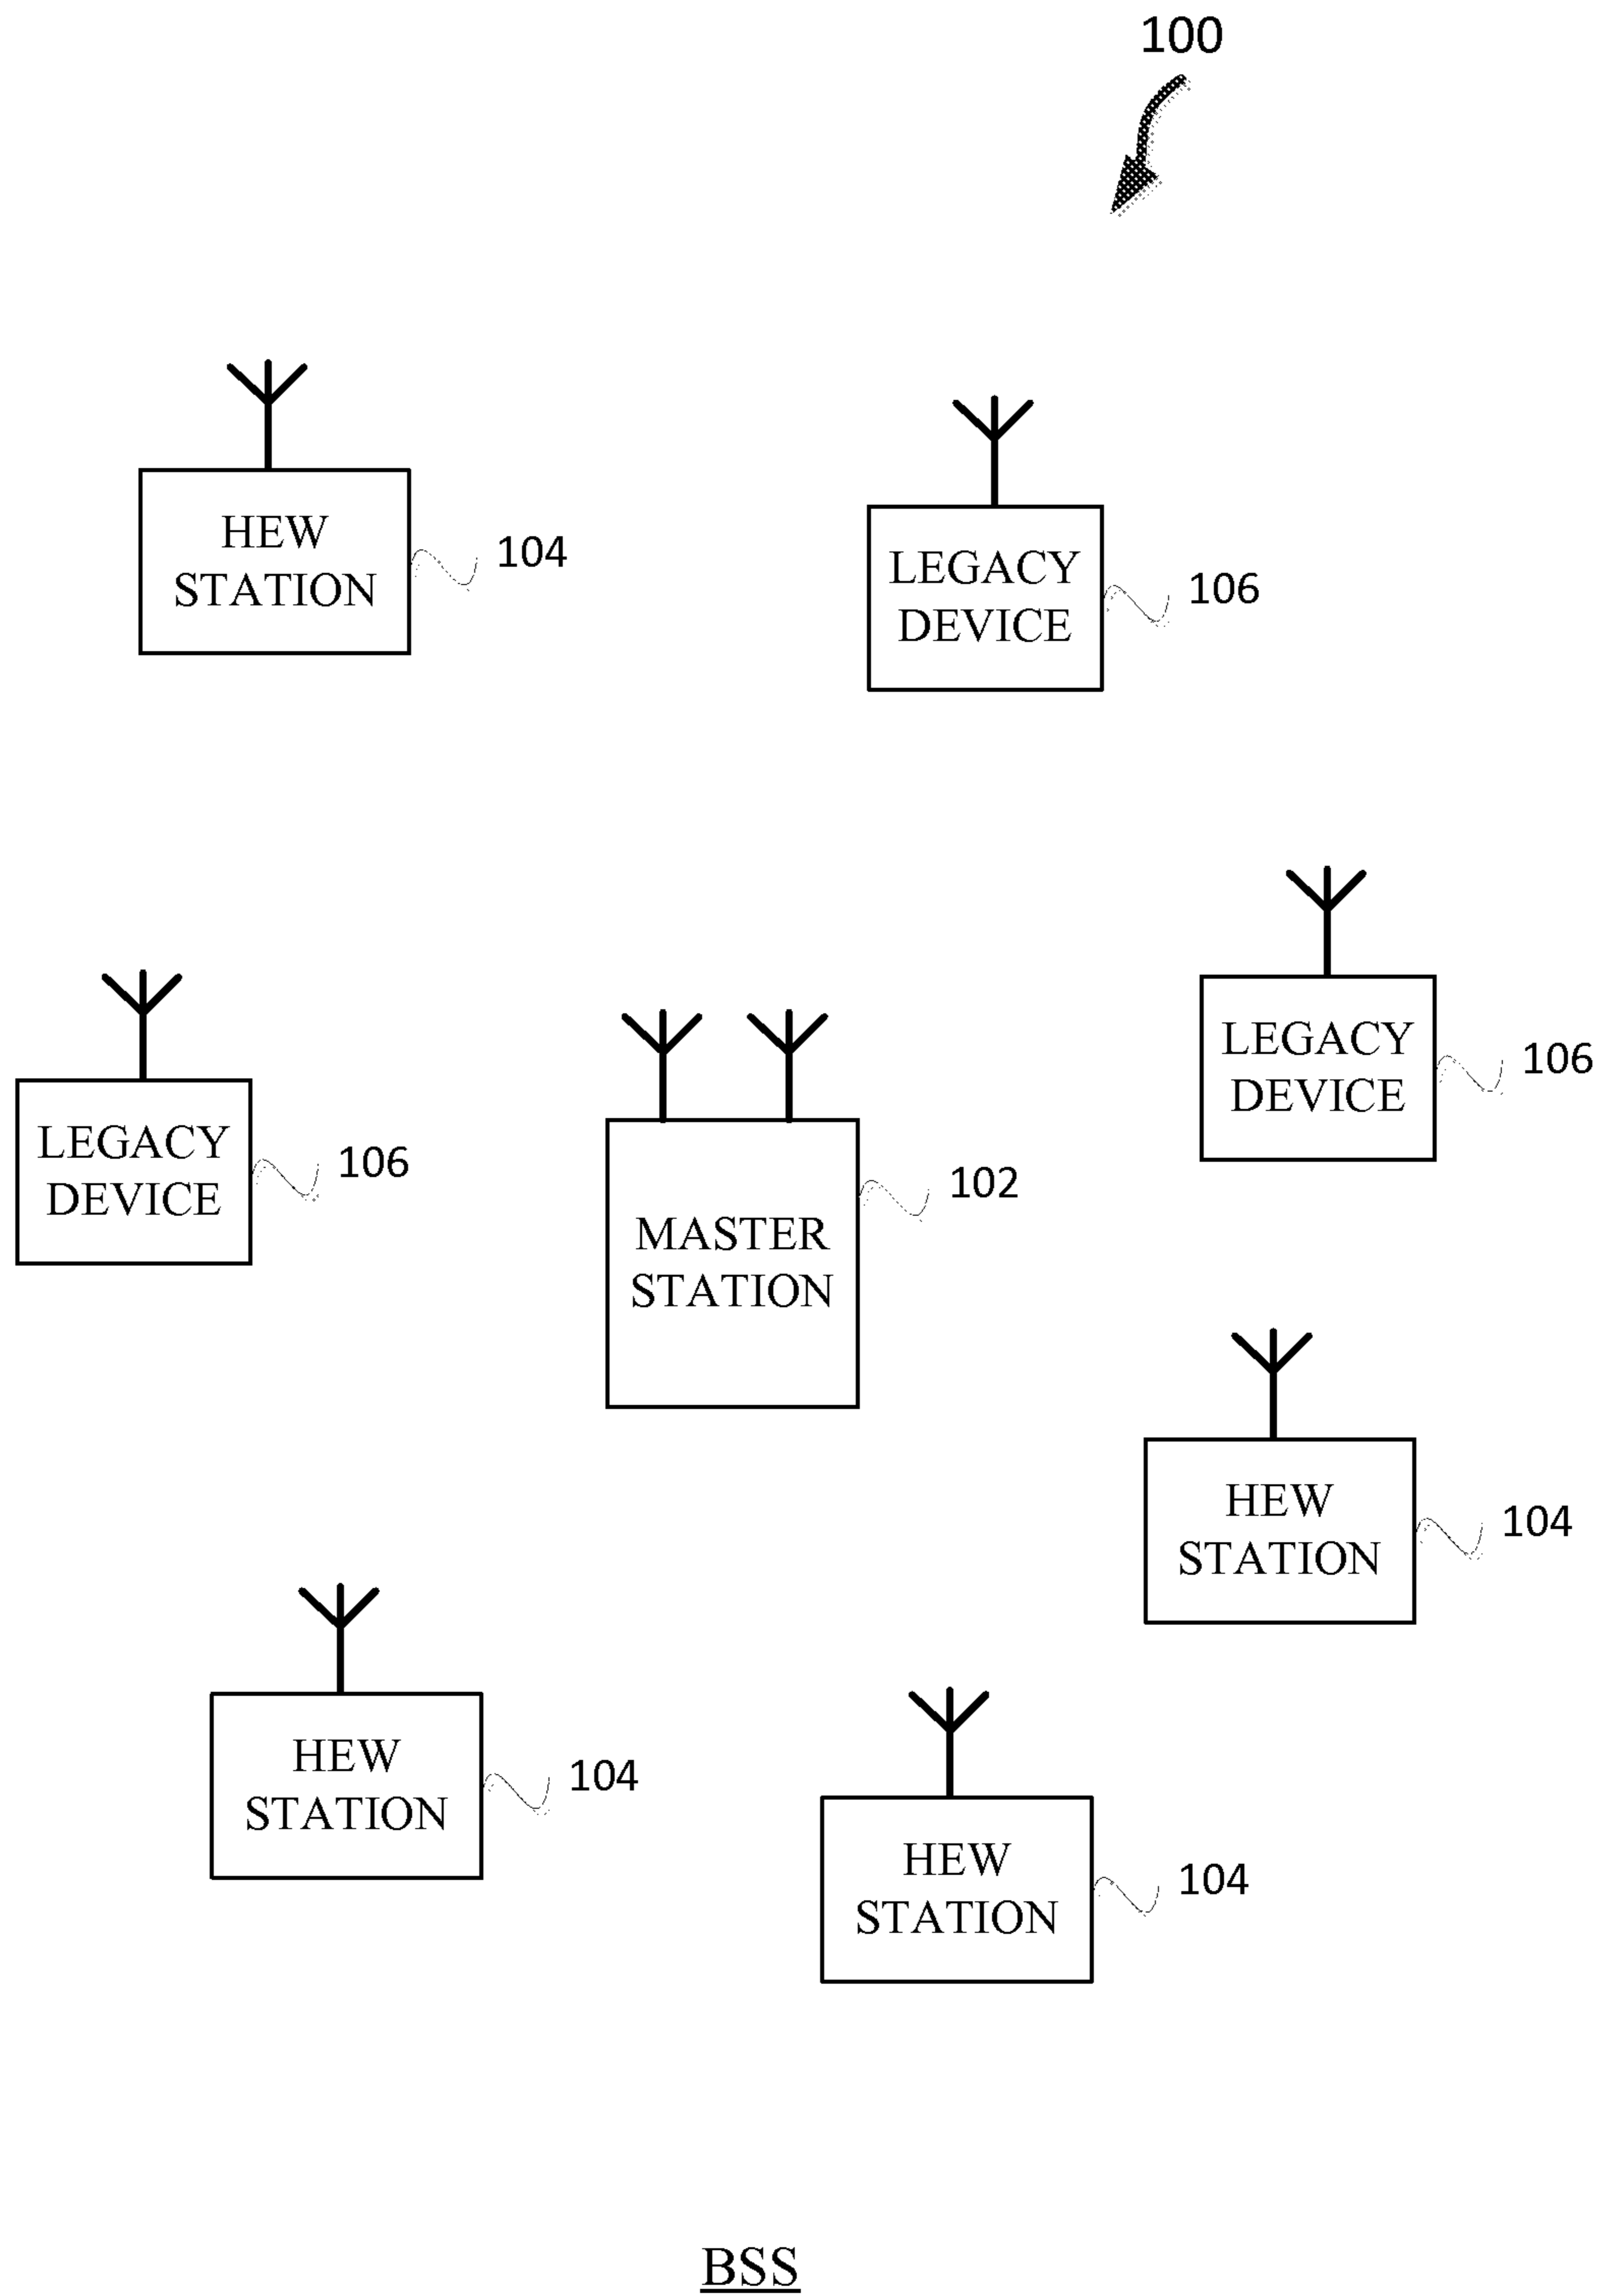 100
HEW
STATION
104
LEGACY
DEVICE
106
LEGACY
DEVICE
106
LEGACY
DEVICE
106
MASTER
STATION
102
HEW
STATION
104
HEW
STATION
104
HEW
STATION
104
BSS